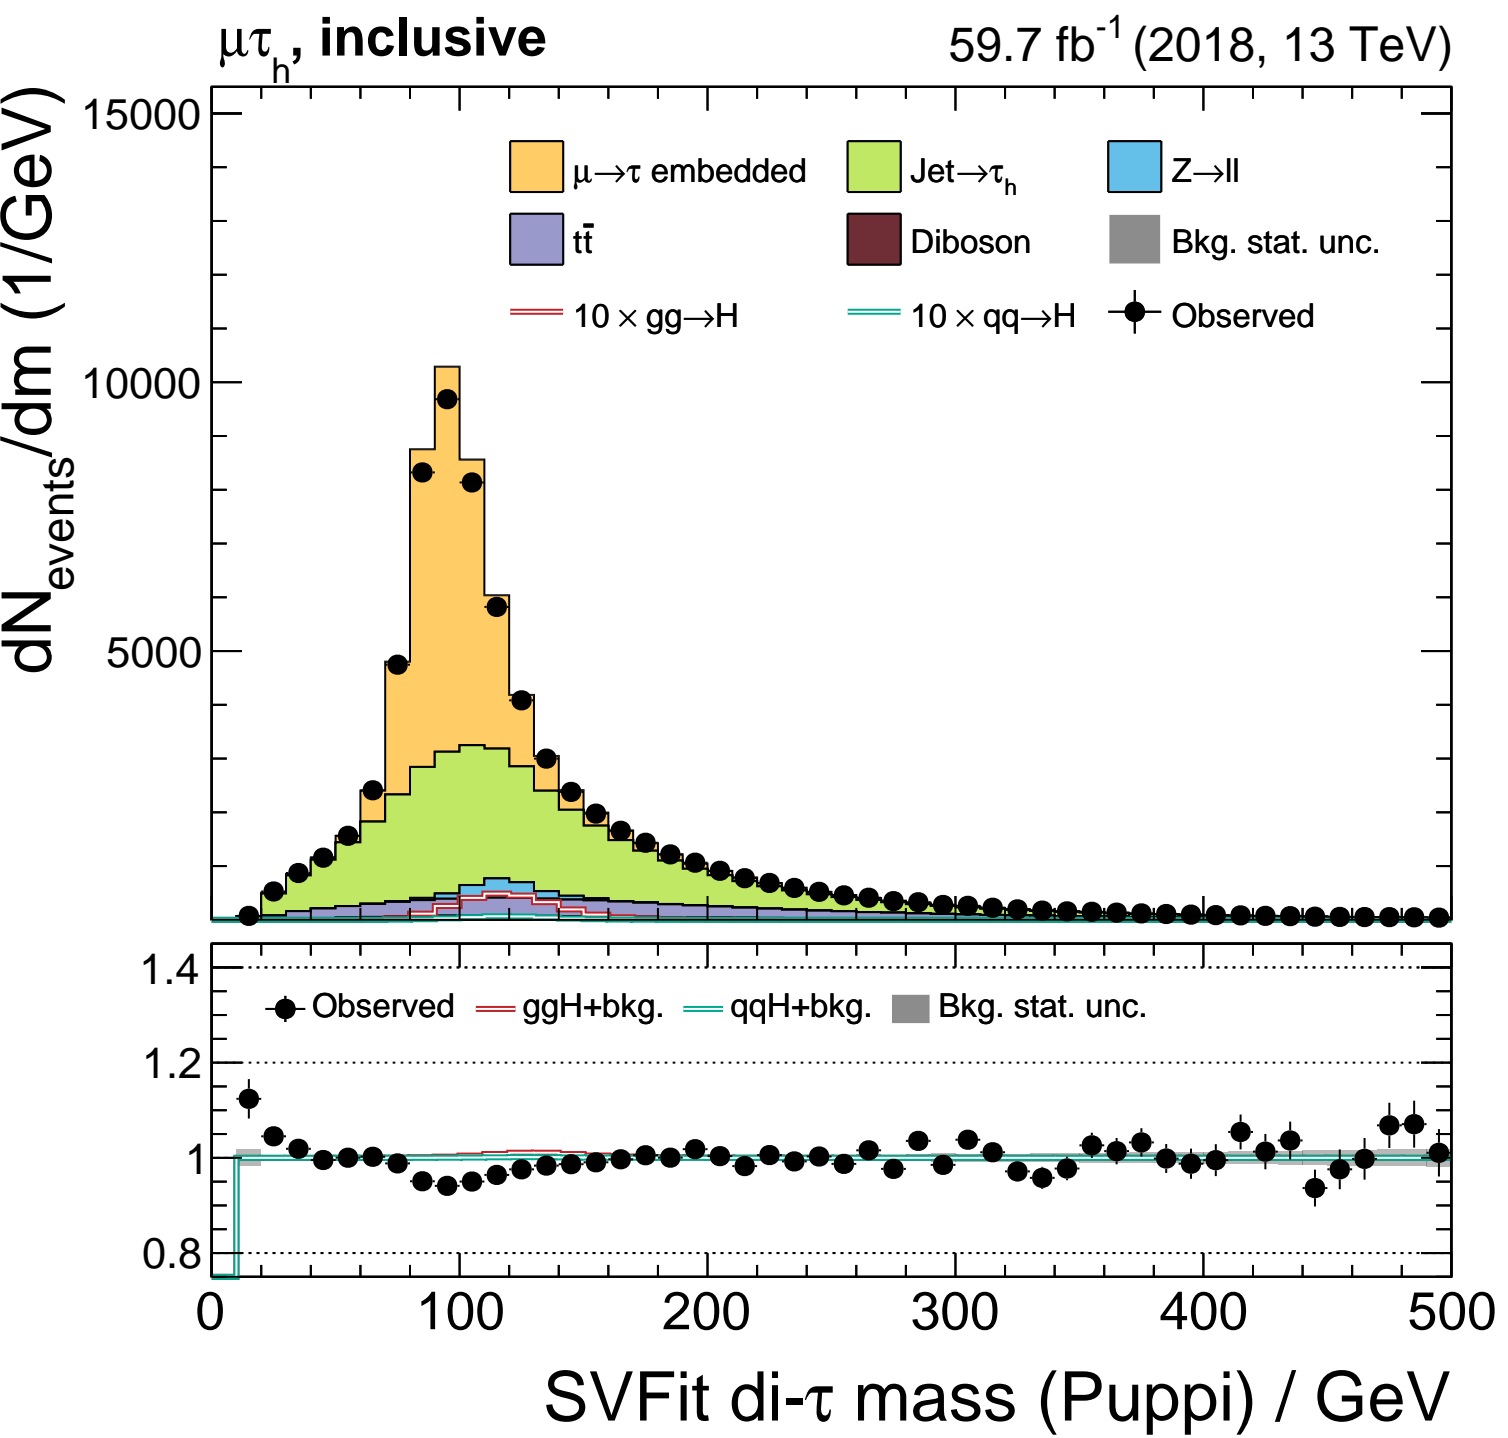 μτh, inclusive
59.7 fb-1 (2018, 13 TeV)
dNevents/dm (1/GeV)
15000
10000
5000
μ→τ embedded
Jet→τh
Z→ll
tt̄
Diboson
Bkg. stat. unc.
10 × gg→H
10 × qq→H
Observed
1.4
1.2
1
0.8
Observed
ggH+bkg.
qqH+bkg.
Bkg. stat. unc.
0
100
200
300
400
500
SVFit di-τ mass (Puppi) / GeV